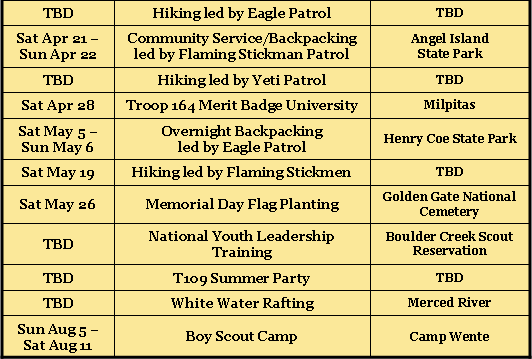 TBD Hiking led by Eagle Patrol TBD
Sat Apr 21 – Community Service/Backpacking Angel Island
Sun Apr 22 led by Flaming Stickman Patrol State Park
TBD Hiking led by Yeti Patrol TBD
Sat Apr 28 Troop 164 Merit Badge University Milpitas
Sat May 5 – Overnight Backpacking Henry Coe State Park
Sun May 6 led by Eagle Patrol
Sat May 19 Hiking led by Flaming Stickmen TBD
Sat May 26 Memorial Day Flag Planting Golden Gate National
Cemetery
TBD National Youth Leadership Boulder Creek Scout
Training Reservation
TBD T109 Summer Party TBD
TBD White Water Rafting Merced River
Sun Aug 5 – Boy Scout Camp Camp Wente
Sat Aug 11